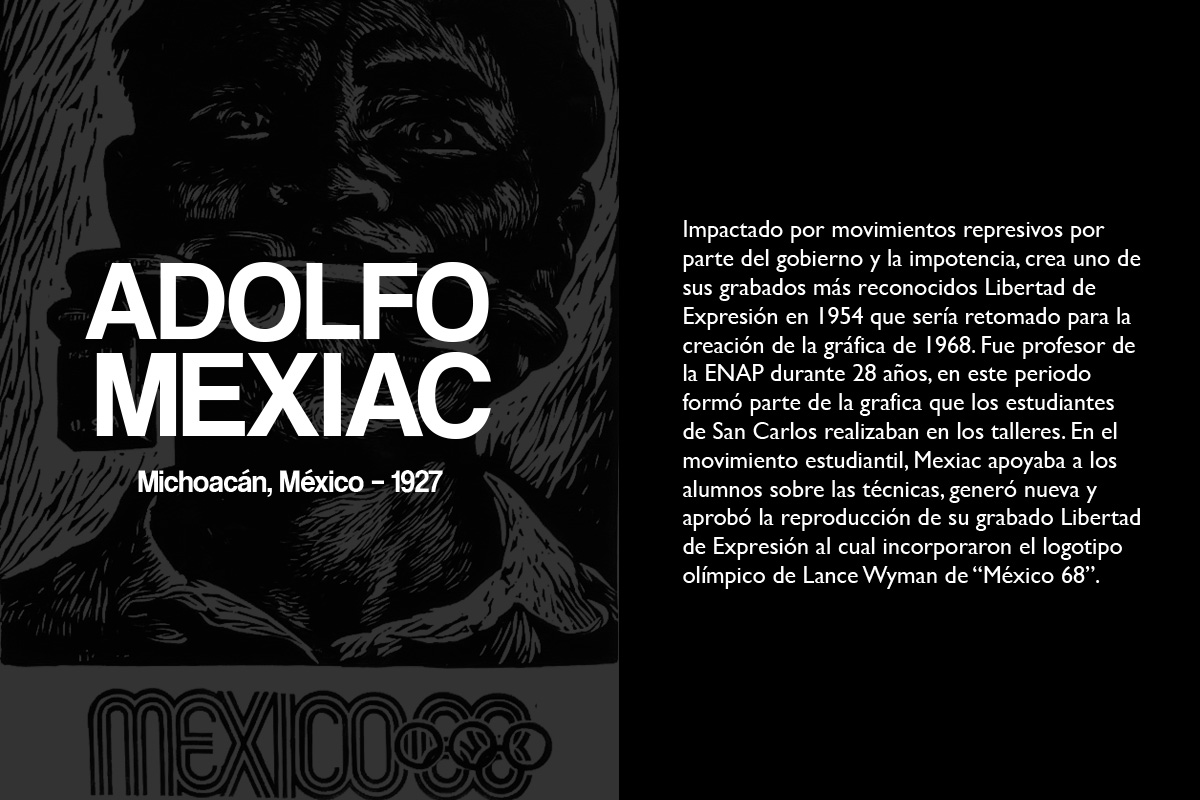 ADOLFO
MEXIAC
Michoacán, México – 1927
MEXICO 68
Impactado por movimientos represivos por
parte del gobierno y la impotencia, crea uno de
sus grabados más reconocidos Libertad de
Expresión en 1954 que sería retomado para la
creación de la gráfica de 1968. Fue profesor de
la ENAP durante 28 años, en este periodo
formó parte de la grafica que los estudiantes
de San Carlos realizaban en los talleres. En el
movimiento estudiantil, Mexiac apoyaba a los
alumnos sobre las técnicas, generó nueva y
aprobó la reproducción de su grabado Libertad
de Expresión al cual incorporaron el logotipo
olímpico de Lance Wyman de “México 68”.